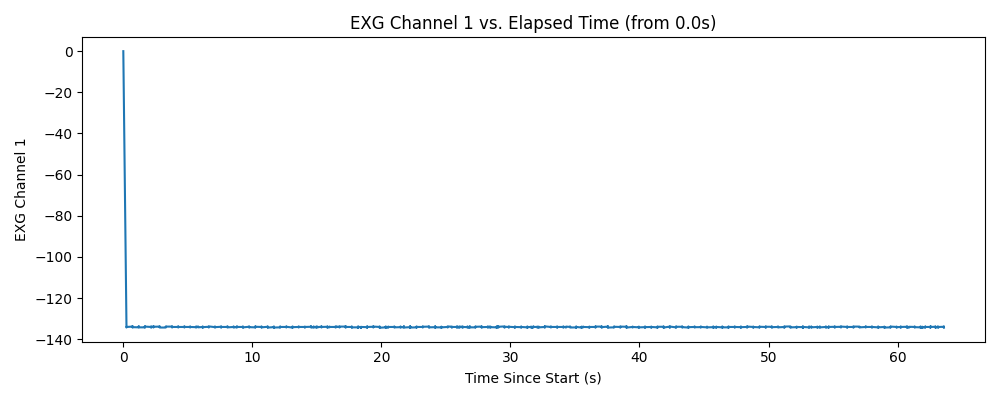 EXG Channel 1 vs. Elapsed Time (from 0.0s)
0
−20
−40
−60
−80
−100
−120
−140
EXG Channel 1
0 10 20 30 40 50 60
Time Since Start (s)